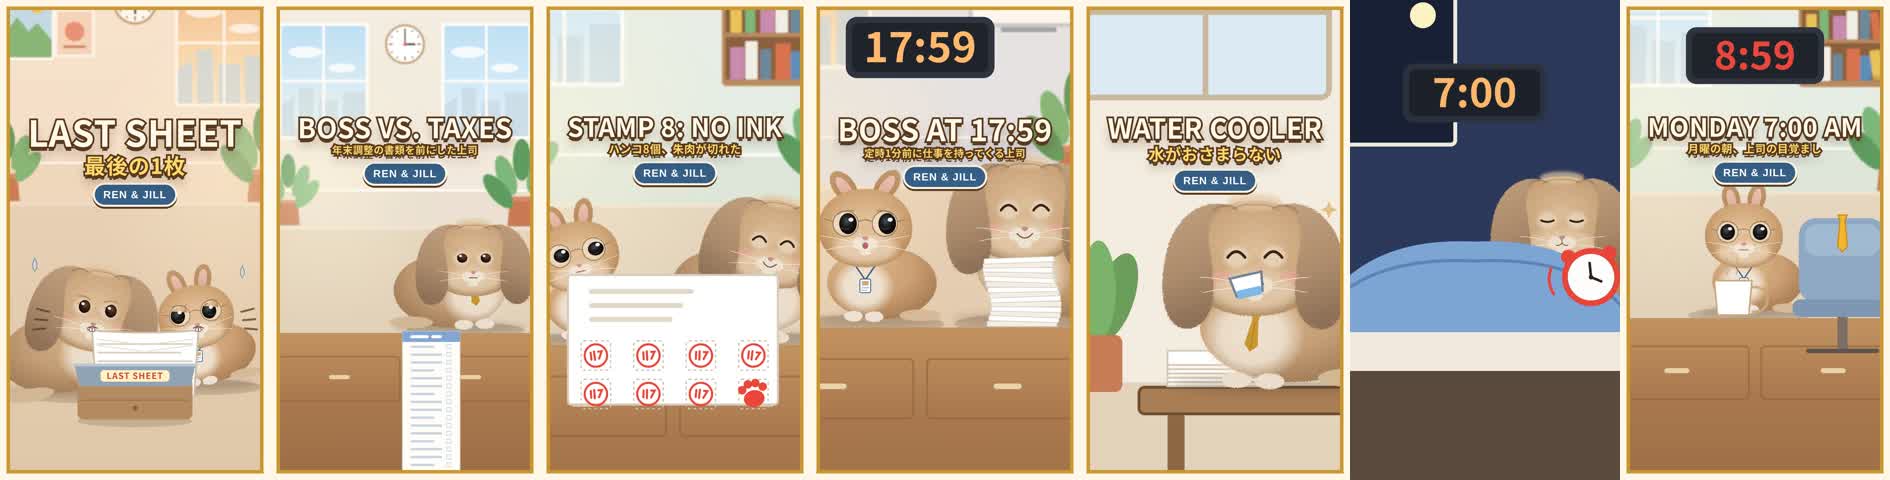 LAST SHEET
最後の1枚
REN & JILL
LAST SHEET
BOSS VS. TAXES
年末調整の書類を前にした上司
REN & JILL
STAMP 8: NO INK
ハンコ8個、朱肉が切れた
REN & JILL
17:59
BOSS AT 17:59
定時1分前に仕事を持ってくる上司
REN & JILL
WATER COOLER
水がおさまらない
REN & JILL
7:00
8:59
MONDAY 7:00 AM
月曜の朝、上司の目覚まし
REN & JILL